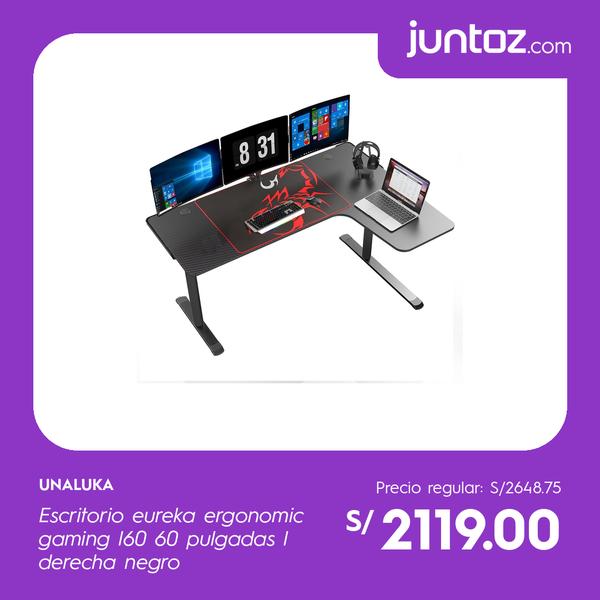 juntoz.com
8 31
UNALUKA
Escritorio eureka ergonomic
gaming l60 60 pulgadas l
derecha negro
Precio regular: S/2648.75
S/ 2119.00